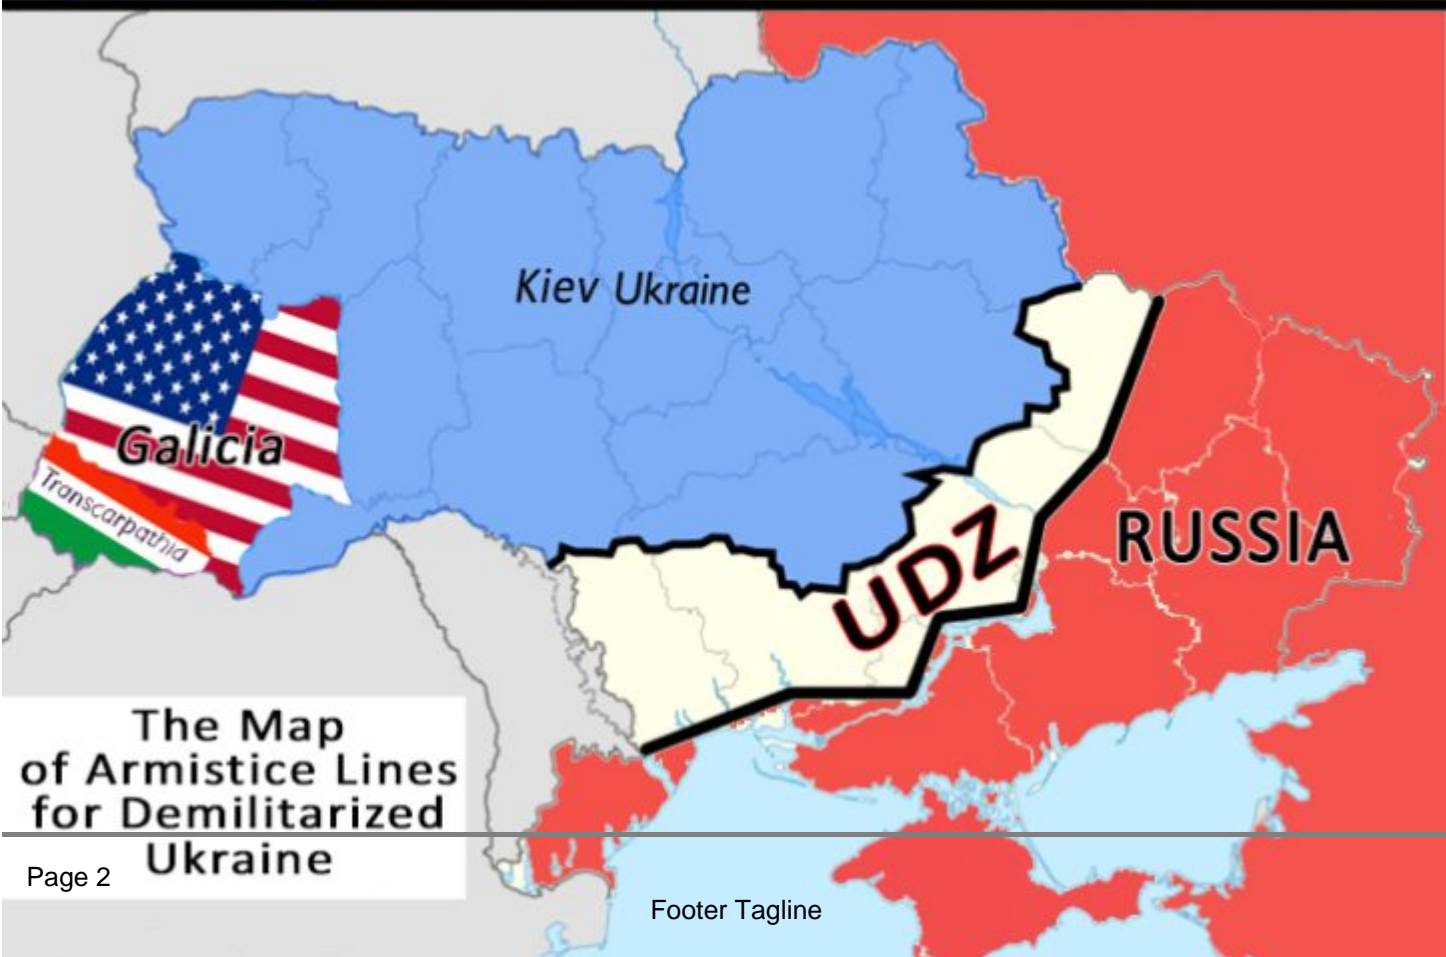 Kiev Ukraine
Galicia
Transcarpathia
UDZ
RUSSIA
The Map
of Armistice Lines
for Demilitarized
Ukraine
Page 2
Footer Tagline